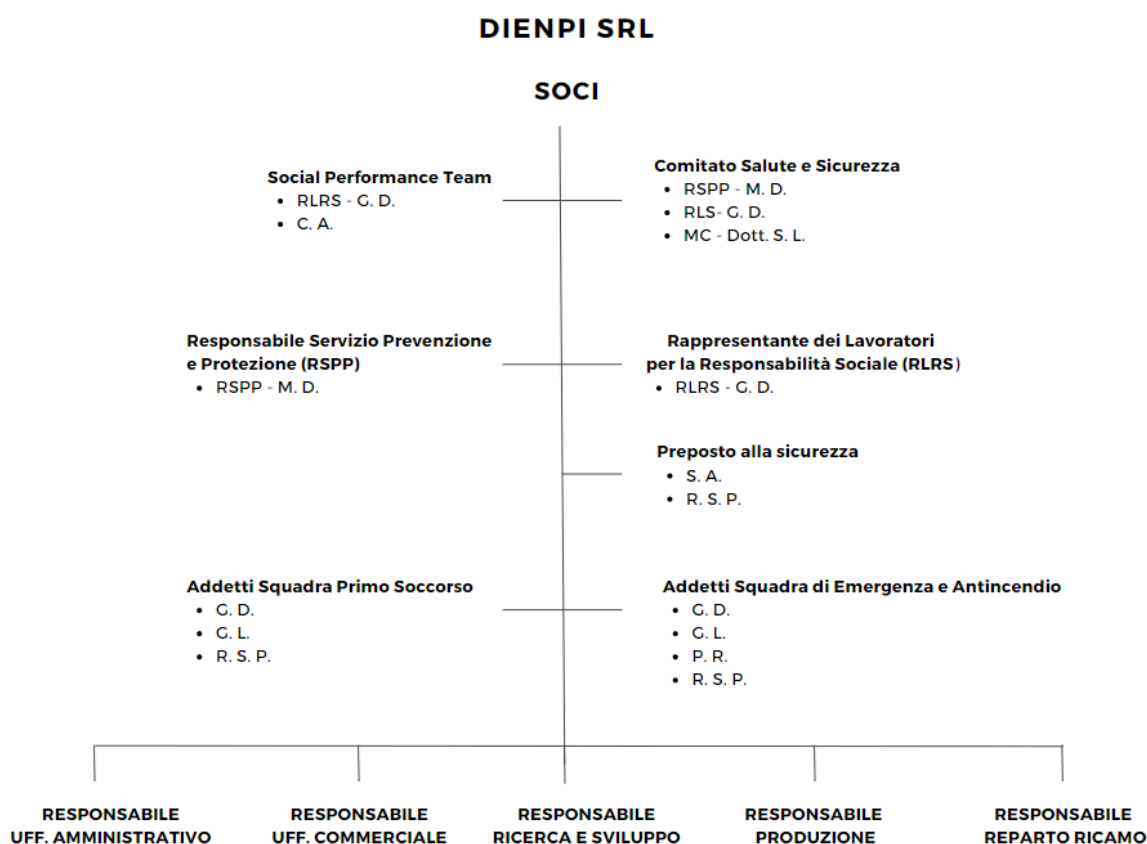 DIENPI SRL
SOCI
Social Performance Team
• RLRS - G. D.
• C. A.
Comitato Salute e Sicurezza
• RSPP - M. D.
• RLS- G. D.
• MC - Dott. S. L.
Responsabile Servizio Prevenzione
e Protezione (RSPP)
• RSPP - M. D.
Rappresentante dei Lavoratori
per la Responsabilità Sociale (RLRS)
• RLRS - G. D.
Preposto alla sicurezza
• S. A.
• R. S. P.
Addetti Squadra Primo Soccorso
• G. D.
• G. L.
• R. S. P.
Addetti Squadra di Emergenza e Antincendio
• G. D.
• G. L.
• P. R.
• R. S. P.
RESPONSABILE
UFF. AMMINISTRATIVO
RESPONSABILE
UFF. COMMERCIALE
RESPONSABILE
RICERCA E SVILUPPO
RESPONSABILE
PRODUZIONE
RESPONSABILE
REPARTO RICAMO